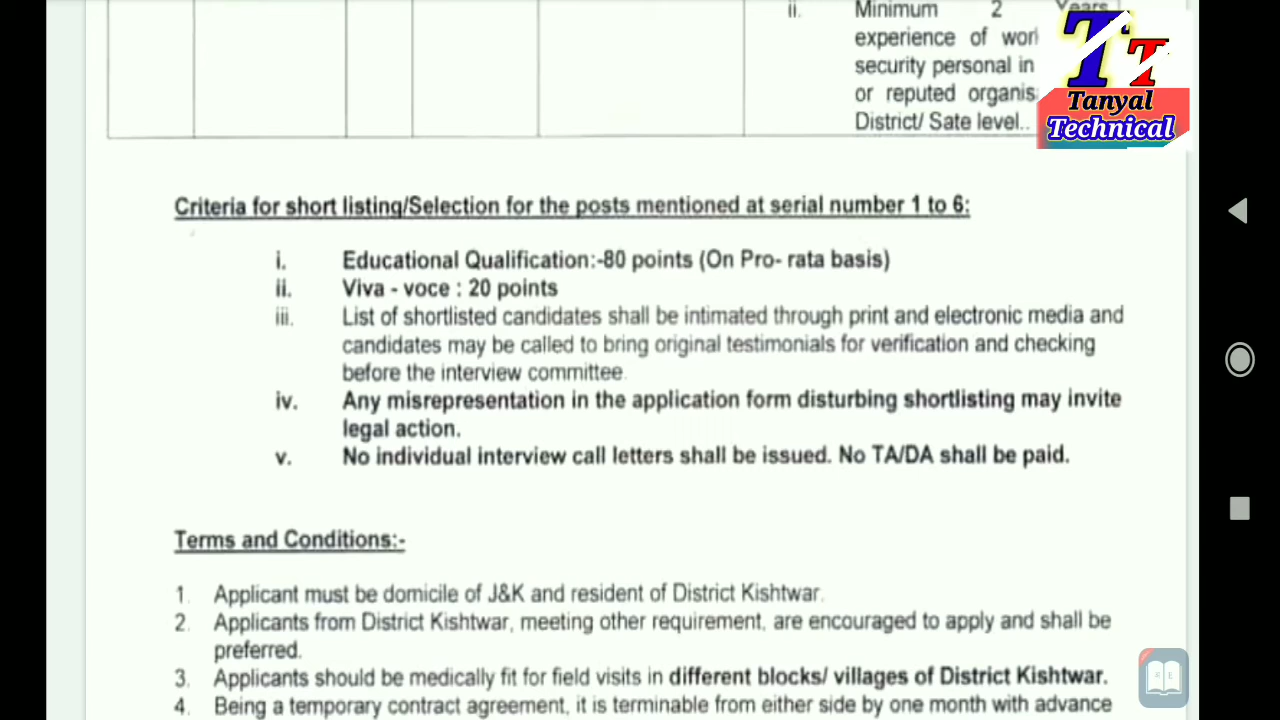 ii. Minimum 2 Years
experience of
security personal in
or reputed
District/ Sate level..
Tanyal
Technical
Criteria for short listing/Selection for the posts mentioned at serial number 1 to 6:
i. Educational Qualification:-80 points (On Pro- rata basis)
ii. Viva - voce : 20 points
iii. List of shortlisted candidates shall be intimated through print and electronic media and
candidates may be called to bring original testimonials for verification and checking
before the interview committee.
iv. Any misrepresentation in the application form disturbing shortlisting may invite
legal action.
v. No individual interview call letters shall be issued. No TA/DA shall be paid.
Terms and Conditions:-
1. Applicant must be domicile of J&K and resident of District Kishtwar.
2. Applicants from District Kishtwar, meeting other requirement, are encouraged to apply and shall be
preferred.
3. Applicants should be medically fit for field visits in different blocks/ villages of District Kishtwar.
4. Being a temporary contract agreement, it is terminable from either side by one month with advance